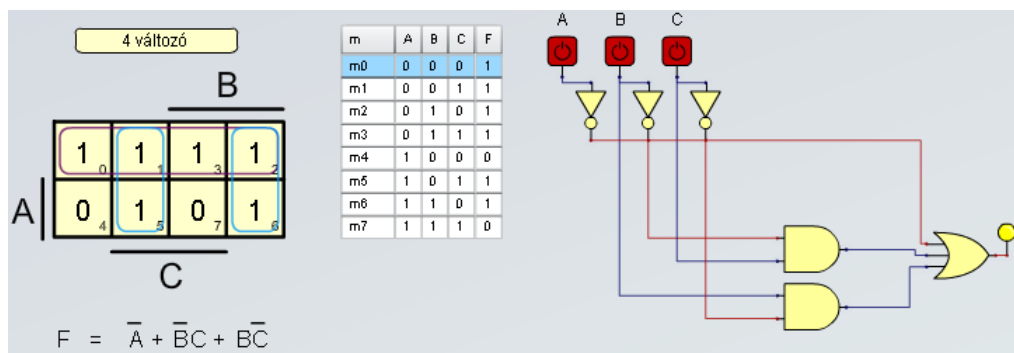 4 változó
B
1 0 1 1 1 3 1 2
A
0 4 1 5 0 7 1 6
C
F = A̅ + B̅C + BC̅
m A B C F
m0 0 0 0 1
m1 0 0 1 1
m2 0 1 0 1
m3 0 1 1 1
m4 1 0 0 0
m5 1 0 1 1
m6 1 1 0 1
m7 1 1 1 0
A B C